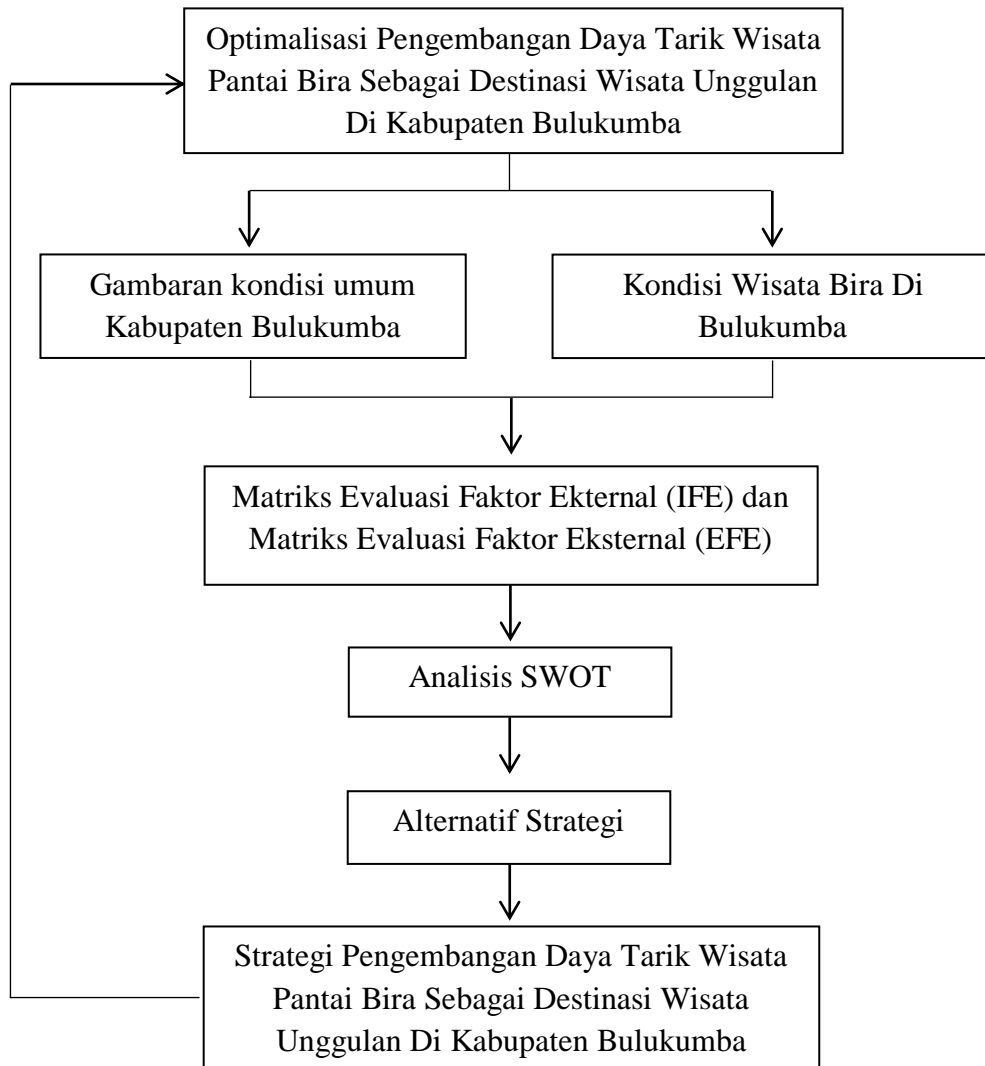 Optimalisasi Pengembangan Daya Tarik Wisata
Pantai Bira Sebagai Destinasi Wisata Unggulan
Di Kabupaten Bulukumba
Gambaran kondisi umum
Kabupaten Bulukumba
Kondisi Wisata Bira Di
Bulukumba
Matriks Evaluasi Faktor Ekternal (IFE) dan
Matriks Evaluasi Faktor Eksternal (EFE)
Analisis SWOT
Alternatif Strategi
Strategi Pengembangan Daya Tarik Wisata
Pantai Bira Sebagai Destinasi Wisata
Unggulan Di Kabupaten Bulukumba